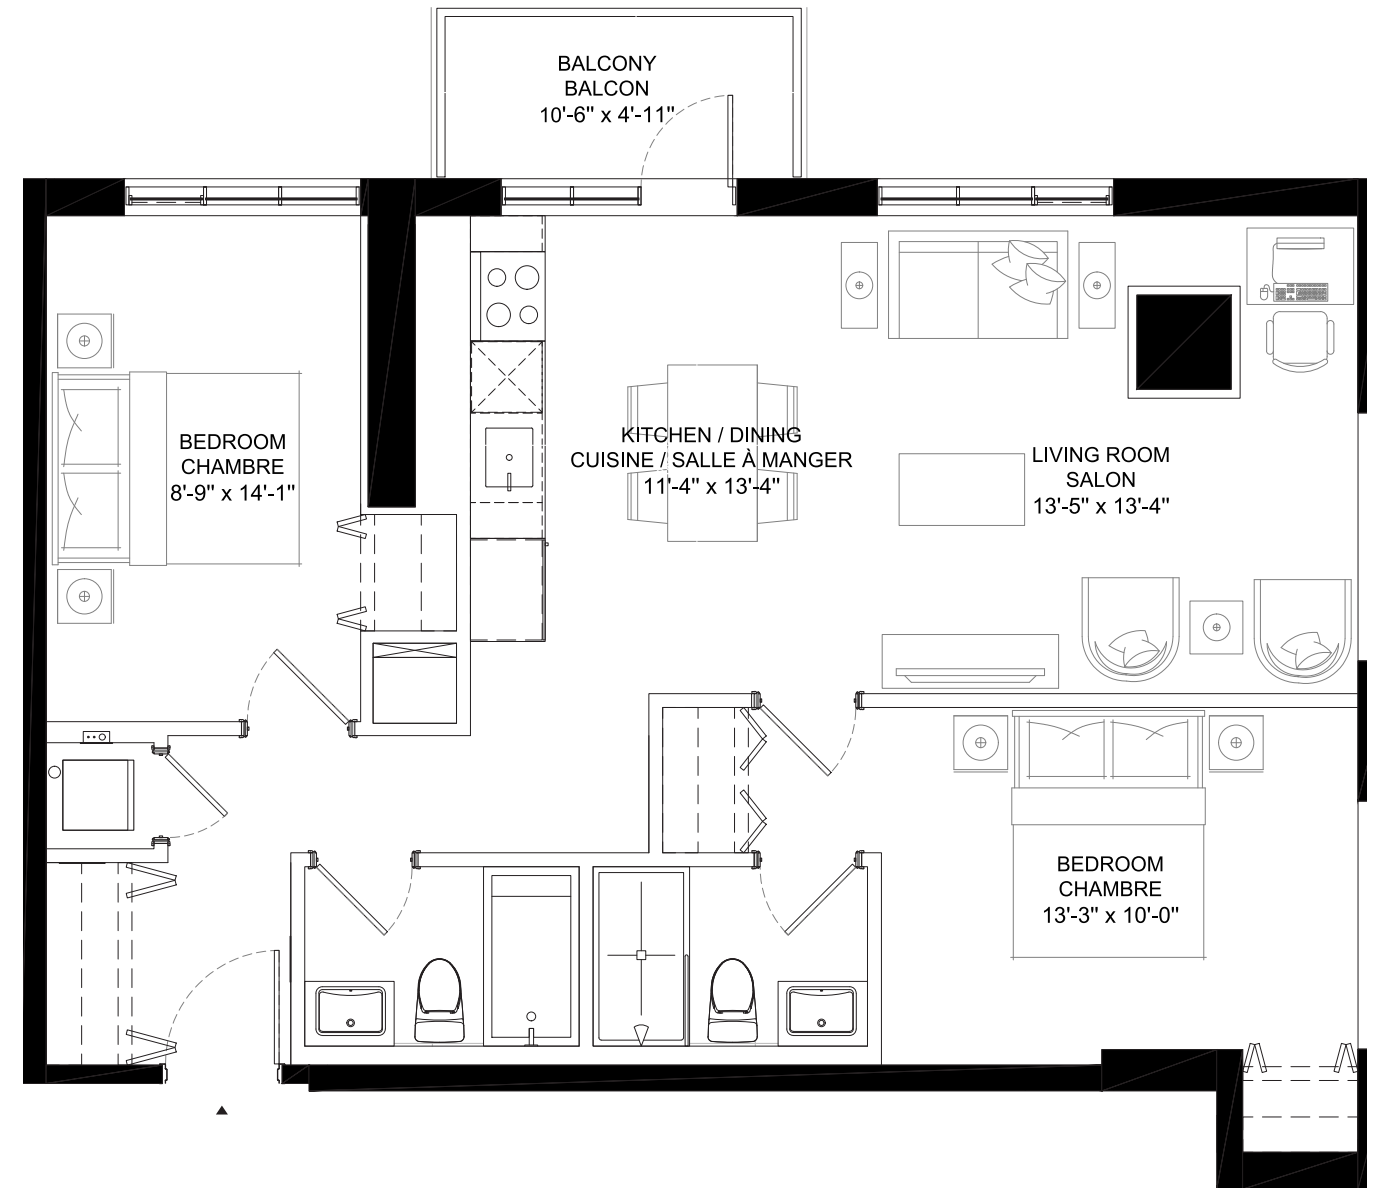 BALCONY
BALCON
10'-6" x 4'-11"
BEDROOM
CHAMBRE
8'-9" x 14'-1"
KITCHEN / DINING
CUISINE / SALLE À MANGER
11'-4" x 13'-4"
LIVING ROOM
SALON
13'-5" x 13'-4"
BEDROOM
CHAMBRE
13'-3" x 10'-0"